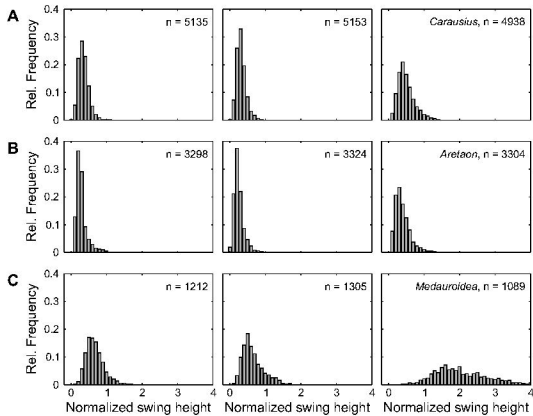 A
n = 5135
n = 5153
Carausius, n = 4938
Rel. Frequency
0.4
0.3
0.2
0.1
0
B
n = 3298
n = 3324
Aretaon, n = 3304
Rel. Frequency
0.4
0.3
0.2
0.1
0
C
n = 1212
n = 1305
Medauroidea, n = 1089
Rel. Frequency
0.4
0.3
0.2
0.1
0
0 1 2 3 4 0 1 2 3 4 0 1 2 3 4
Normalized swing height Normalized swing height Normalized swing height